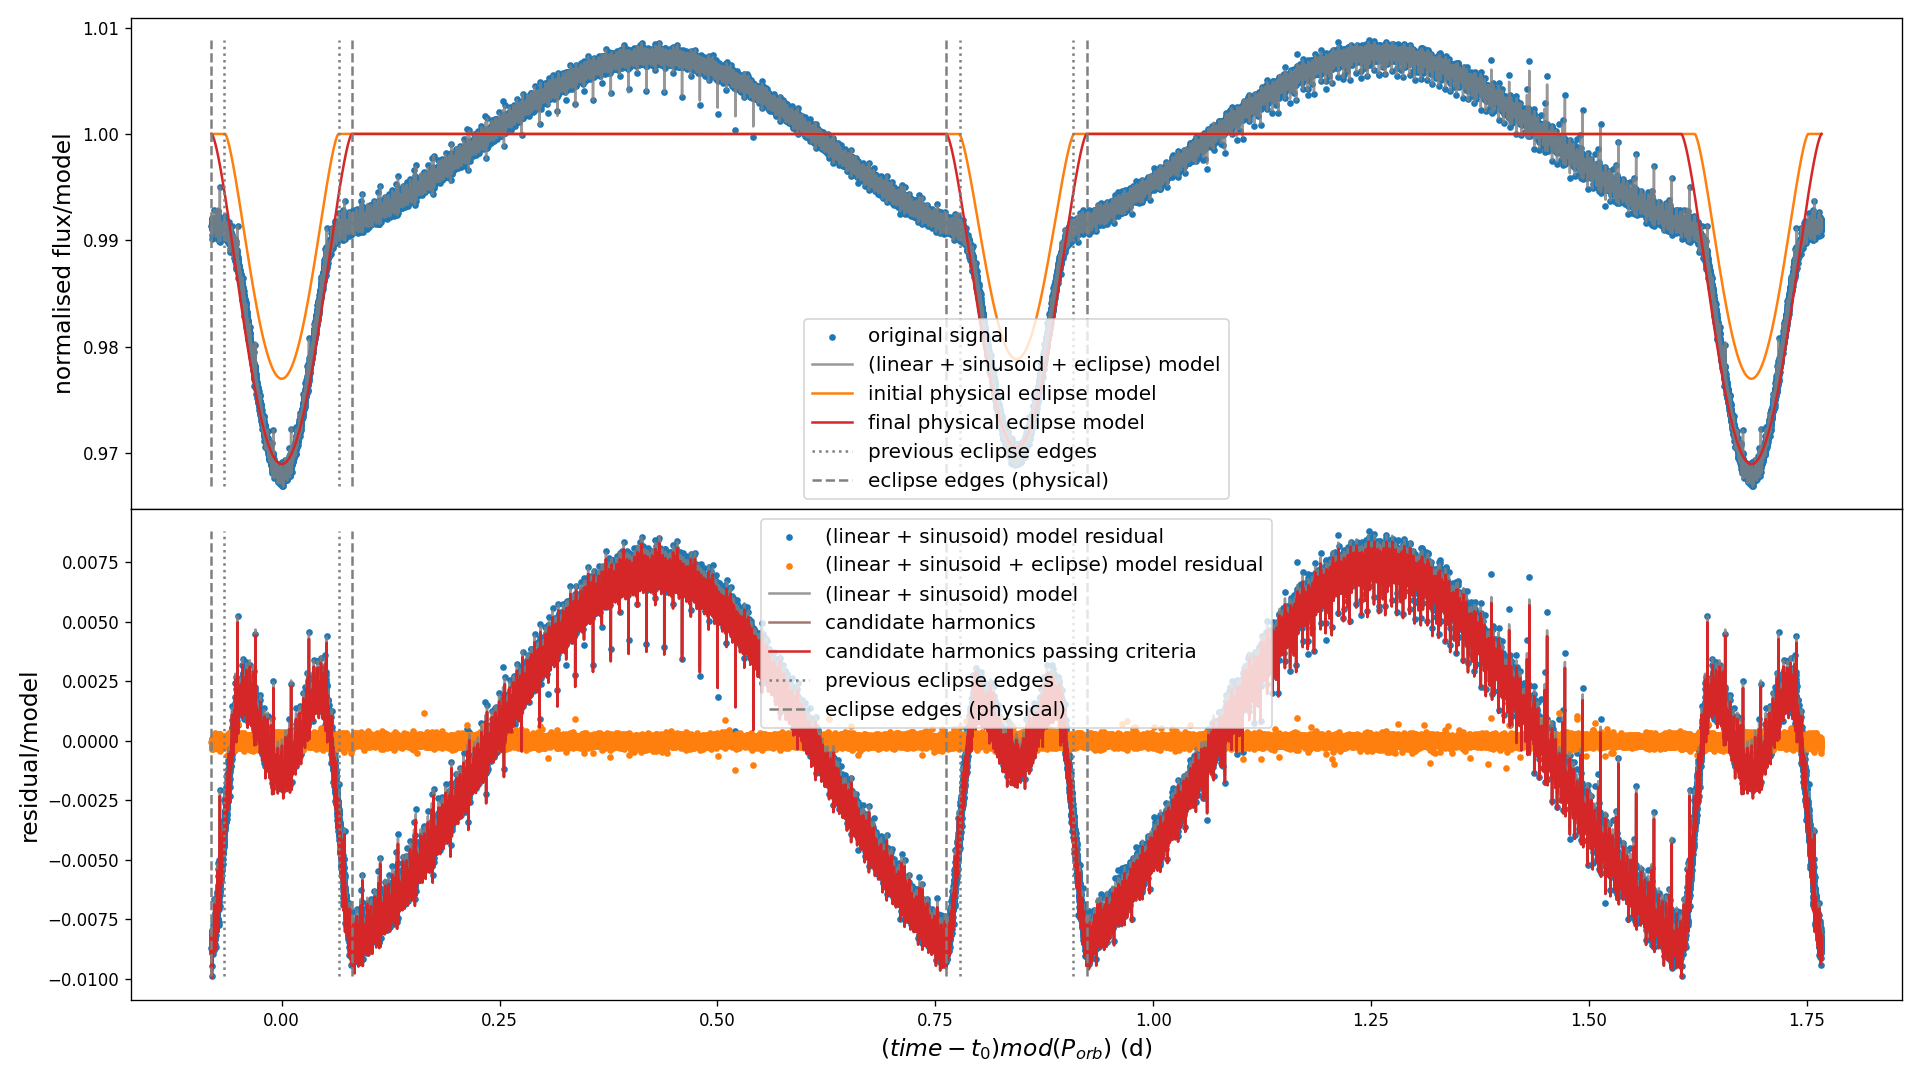 1.01
1.00
0.99
0.98
0.97
normalised flux/model
original signal
(linear + sinusoid + eclipse) model
initial physical eclipse model
final physical eclipse model
previous eclipse edges
eclipse edges (physical)
0.0075
0.0050
0.0025
0.0000
−0.0025
−0.0050
−0.0075
−0.0100
residual/model
(linear + sinusoid) model residual
(linear + sinusoid + eclipse) model residual
(linear + sinusoid) model
candidate harmonics
candidate harmonics passing criteria
previous eclipse edges
eclipse edges (physical)
0.00 0.25 0.50 0.75 1.00 1.25 1.50 1.75
(time − t₀)mod(P_orb) (d)